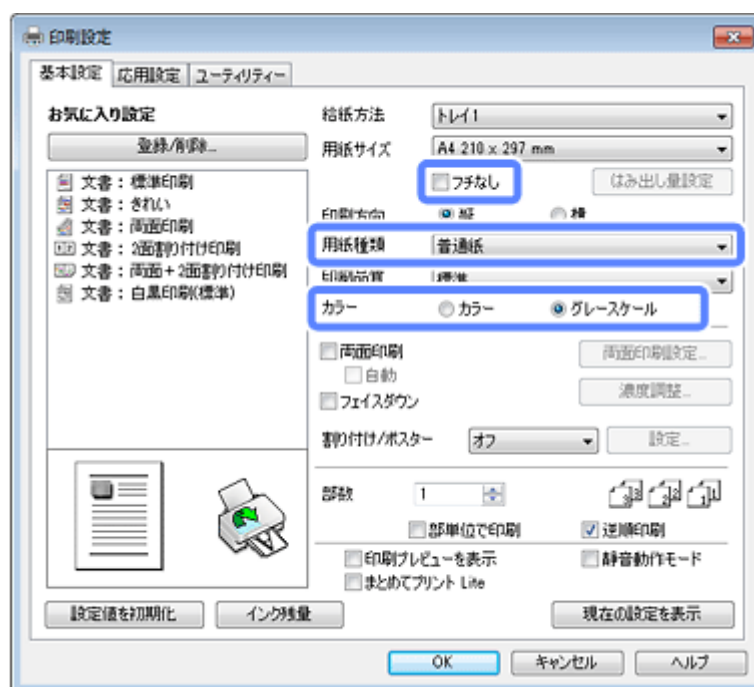 印刷設定
基本設定 応用設定 ユーティリティー
お気に入り設定
登録/削除...
文書：標準印刷
文書：きれい
文書：両面印刷
文書：2面割り付け印刷
文書：両面＋2面割り付け印刷
文書：白黒印刷(標準)
給紙方法 トレイ1
用紙サイズ A4 210 x 297 mm
フチなし はみ出し量設定
印刷方向 縦 横
用紙種類 普通紙
印刷品質 標準
カラー カラー グレースケール
両面印刷 両面印刷設定...
自動
濃度調整...
フェイスダウン
割り付け/ポスター オフ 設定...
部数 1
部単位で印刷 逆順印刷
印刷プレビューを表示 静音動作モード
まとめてプリント Lite
設定値を初期化 インク残量 現在の設定を表示
OK キャンセル ヘルプ